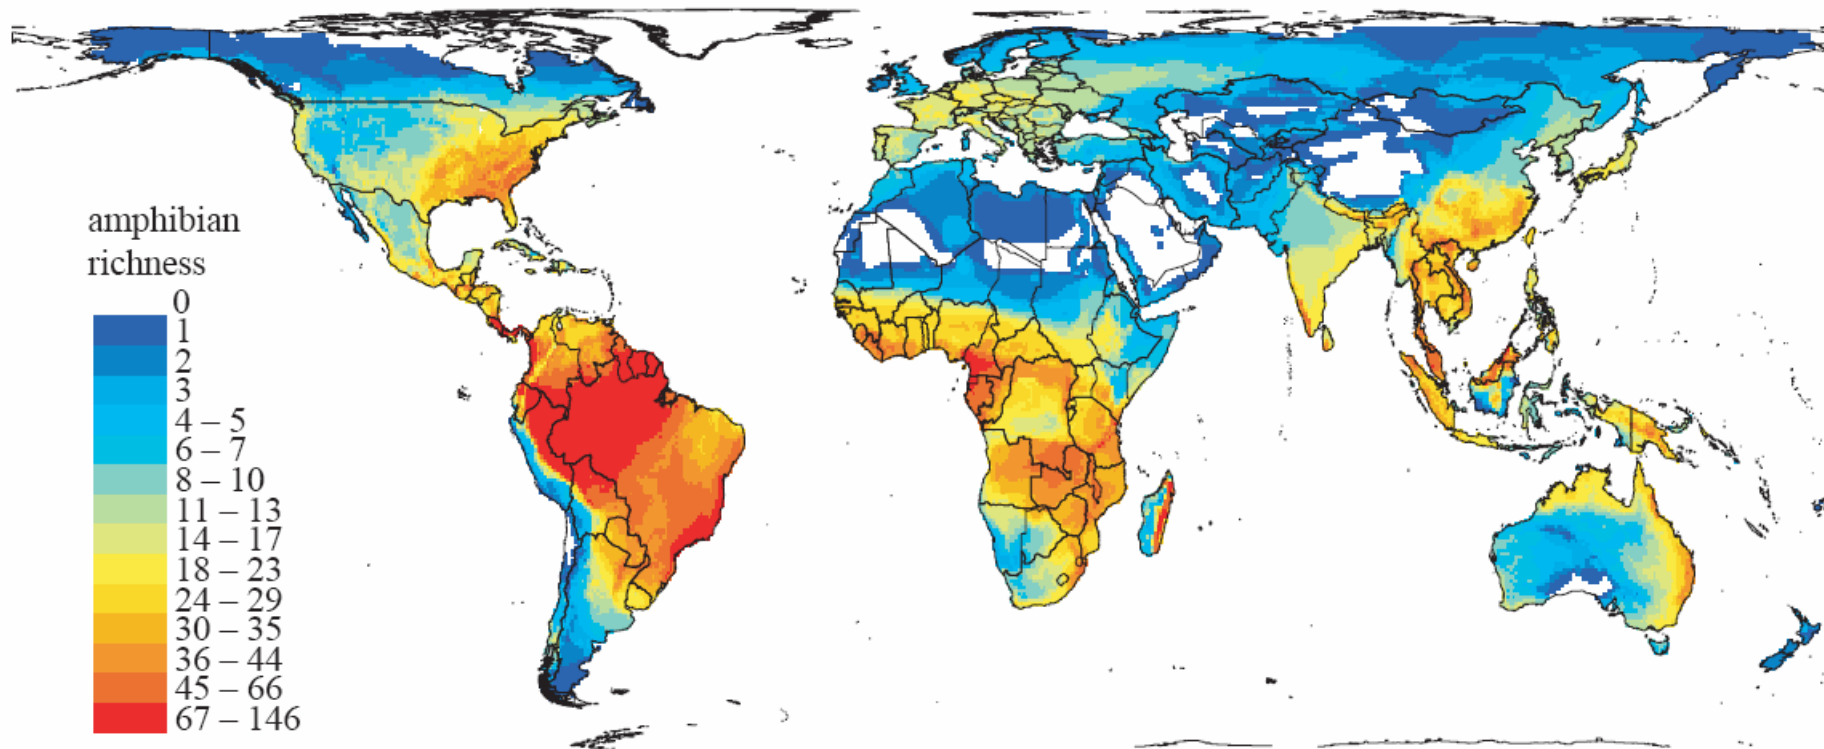 amphibian
richness
0
1
2
3
4 – 5
6 – 7
8 – 10
11 – 13
14 – 17
18 – 23
24 – 29
30 – 35
36 – 44
45 – 66
67 – 146